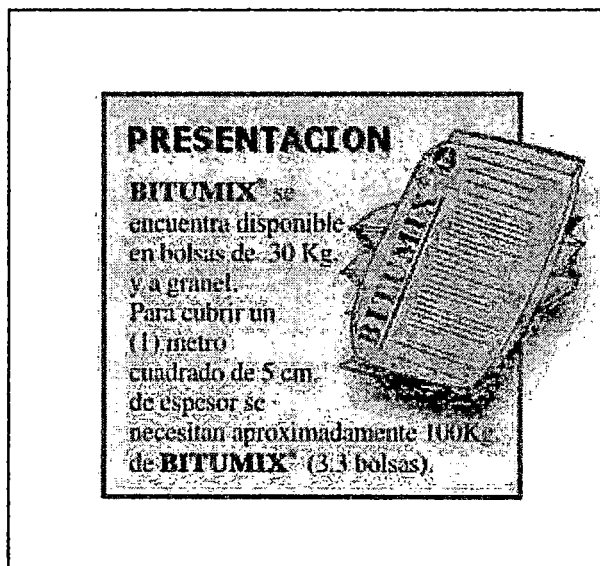 PRESENTACION
BITUMIX® se
encuentra disponible
en bolsas de 30 Kg.
y a granel.
Para cubrir un
(1) metro
cuadrado de 5 cm.
de espesor se
necesitan aproximadamente 100Kg.
de BITUMIX® (3.3 bolsas).
BITUMIX